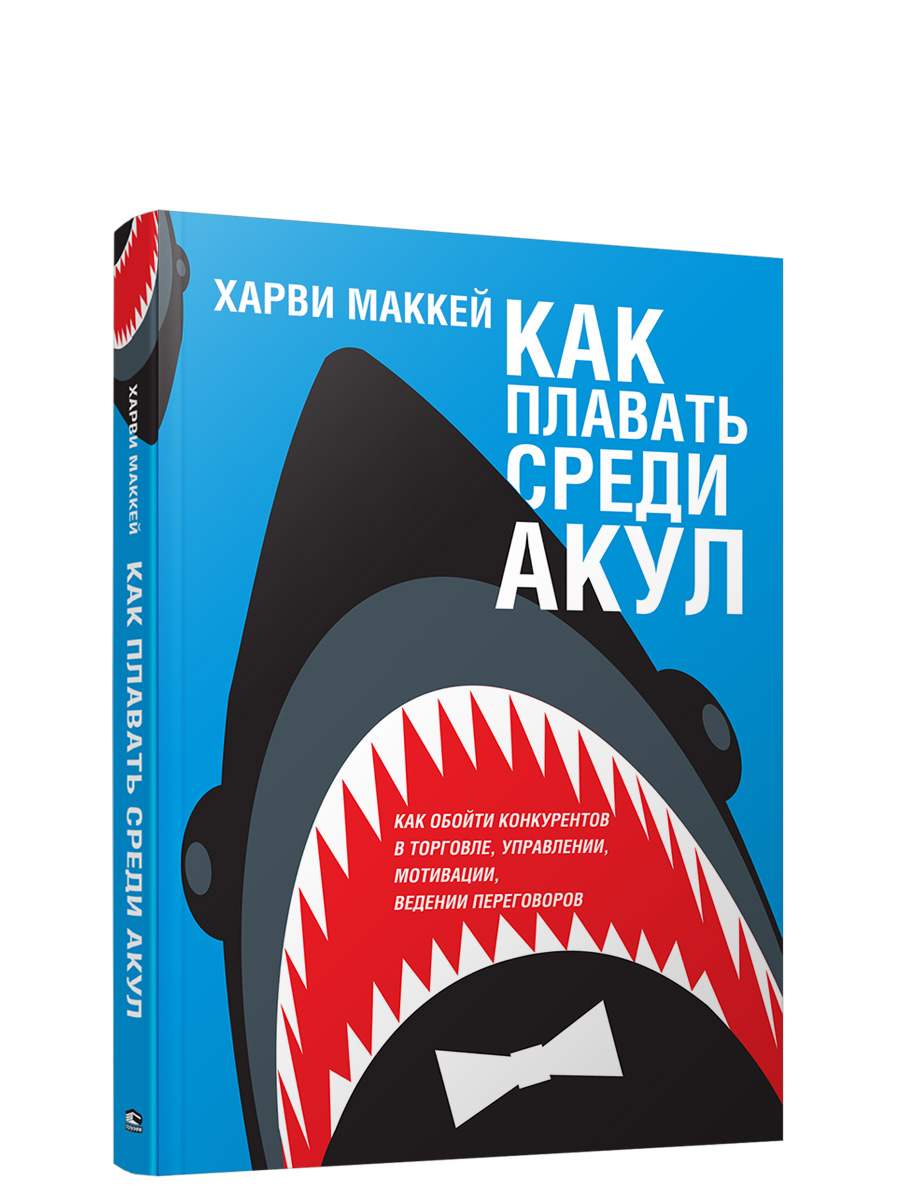 ХАРВИ МАККЕЙ
КАК
ПЛАВАТЬ
СРЕДИ
АКУЛ
КАК ОБОЙТИ КОНКУРЕНТОВ
В ТОРГОВЛЕ, УПРАВЛЕНИИ,
МОТИВАЦИИ,
ВЕДЕНИИ ПЕРЕГОВОРОВ
ХАРВИ МАККЕЙ КАК ПЛАВАТЬ СРЕДИ АКУЛ